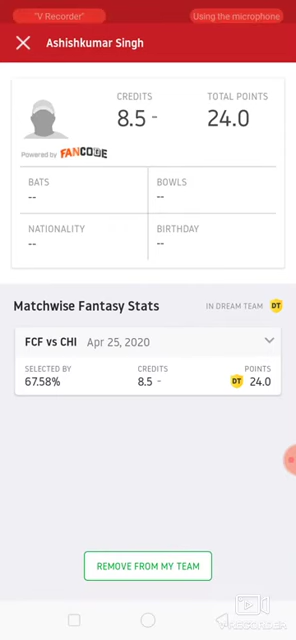 "V Recorder"
Using the microphone
Ashishkumar Singh
CREDITS
TOTAL POINTS
8.5 -
24.0
Powered by FANCODE
BATS
BOWLS
--
--
NATIONALITY
BIRTHDAY
--
--
Matchwise Fantasy Stats
IN DREAM TEAM DT
FCF vs CHI Apr 25, 2020
SELECTED BY
CREDITS
POINTS
67.58%
8.5 -
DT 24.0
REMOVE FROM MY TEAM
V RECORDER